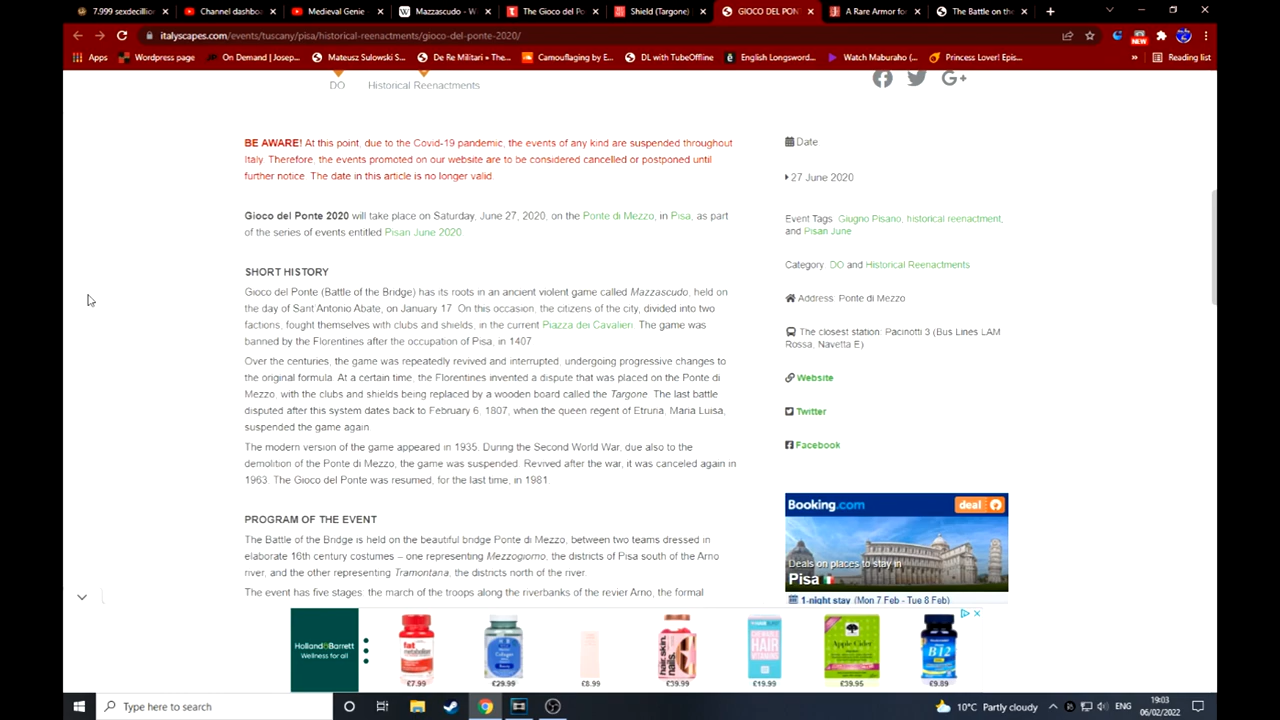 7.999 sexdecillion
Channel dashbo
Medieval Genie
Mazzascudo - W
The Gioco del Po
Shield (Targone)
GIOCO DEL PON
A Rare Armor fo
The Battle on the
italyscapes.com/events/tuscany/pisa/historical-reenactments/gioco-del-ponte-2020/
Apps
Wordpress page
On Demand | Josep...
Mateusz Sulowski S...
De Re Militari » The...
Camouflaging by E...
DL with TubeOffline
English Longsword...
Watch Maburaho (...
Princess Lover! Epis...
»
Reading list
DO
Historical Reenactments
BE AWARE! At this point, due to the Covid-19 pandemic, the events of any kind are suspended throughout
Italy. Therefore, the events promoted on our website are to be considered cancelled or postponed until
further notice. The date in this article is no longer valid.
Gioco del Ponte 2020 will take place on Saturday, June 27, 2020, on the Ponte di Mezzo, in Pisa, as part
of the series of events entitled Pisan June 2020
SHORT HISTORY
Gioco del Ponte (Battle of the Bridge) has its roots in an ancient violent game called Mazzascudo, held on
the day of Sant'Antonio Abate, on January 17. On this occasion, the citizens of the city, divided into two
factions, fought themselves with clubs and shields, in the current Piazza dei Cavalieri. The game was
banned by the Florentines after the occupation of Pisa, in 1407
Over the centuries, the game was repeatedly revived and interrupted, undergoing progressive changes to
the original formula. At a certain time, the Florentines invented a dispute that was placed on the Ponte di
Mezzo, with the clubs and shields being replaced by a wooden board called the Targone. The last battle
disputed after this system dates back to February 6, 1807, when the queen regent of Etruria, Maria Luisa,
suspended the game again.
The modern version of the game appeared in 1935. During the Second World War, due also to the
demolition of the Ponte di Mezzo, the game was suspended. Revived after the war, it was canceled again in
1963. The Gioco del Ponte was resumed, for the last time, in 1981.
PROGRAM OF THE EVENT
The Battle of the Bridge is held on the beautiful bridge Ponte di Mezzo, between two teams dressed in
elaborate 16th century costumes – one representing Mezzogiorno, the districts of Pisa south of the Arno
river, and the other representing Tramontana, the districts north of the river.
The event has five stages: the march of the troops along the riverbanks of the revier Arno, the formal
Date
27 June 2020
Event Tags: Giugno Pisano, historical reenactment,
and Pisan June
Category: DO and Historical Reenactments
Address: Ponte di Mezzo
The closest station: Pacinotti 3 (Bus Lines LAM
Rossa, Navetta E)
Website
Twitter
Facebook
Booking.com
deal
Deals on places to stay in
Pisa
1-night stay (Mon 7 Feb - Tue 8 Feb)
Holland&Barrett
Wellness for all
fat metaboliser
£7.99
Collagen
£29.99
£8.99
hair, skin, nails
£39.99
HAIR
£19.99
Apple Cider
£39.95
B12
£9.89
Type here to search
10°C Partly cloudy
ENG
19:03
06/02/2022